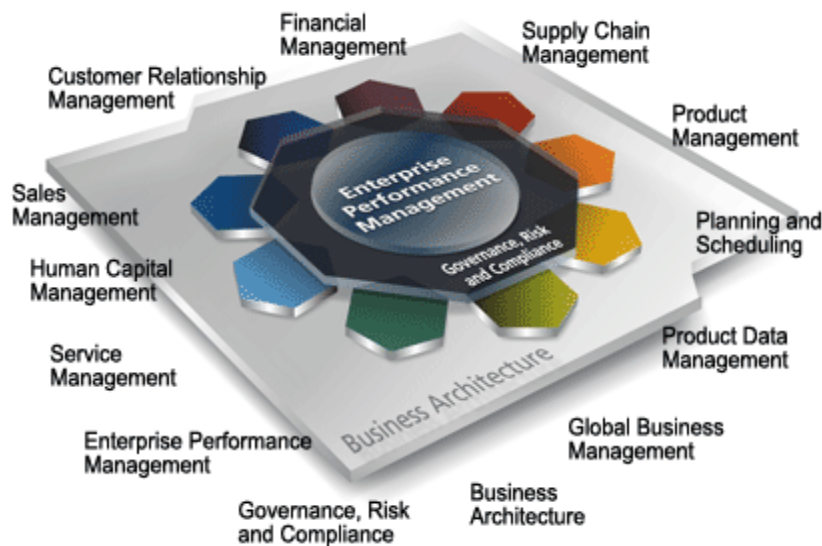 Financial
Management
Supply Chain
Management
Customer Relationship
Management
Product
Management
Enterprise
Performance
Management
Sales
Management
Planning and
Scheduling
Governance, Risk
and Compliance
Human Capital
Management
Product Data
Management
Service
Management
Business Architecture
Global Business
Management
Enterprise Performance
Management
Business
Architecture
Governance, Risk
and Compliance